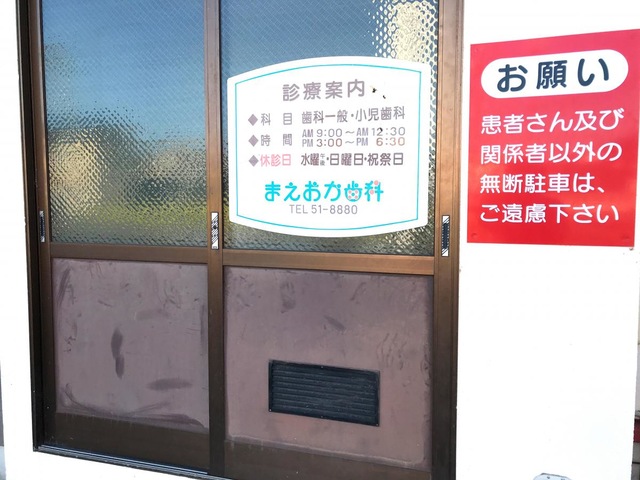 診療案内
◆科目 歯科一般・小児歯科
◆時間 AM 9:00～AM 12:30
PM 3:00～PM 6:30
◆休診日 水曜・日曜日・祝祭日
まえおか歯科
TEL 51-8880
お願い
患者さん及び
関係者以外の
無断駐車は、
ご遠慮下さい